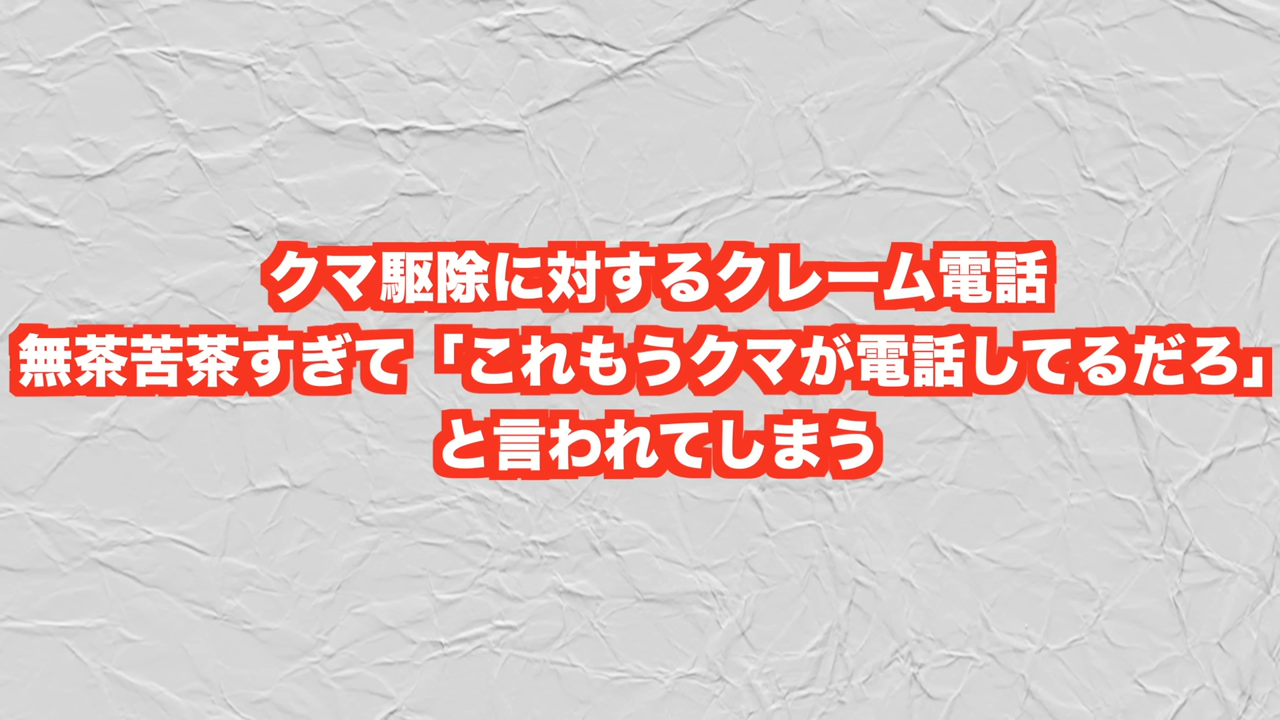 クマ駆除に対するクレーム電話
無茶苦茶すぎて「これもうクマが電話してるだろ」
と言われてしまう